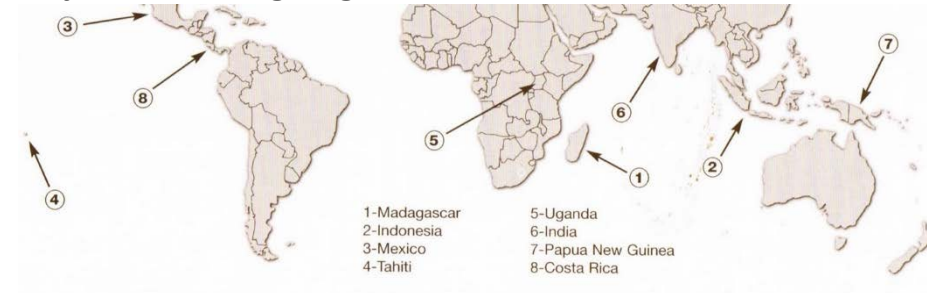 3
8
5
6
7
4
1
2
1-Madagascar
2-Indonesia
3-Mexico
4-Tahiti
5-Uganda
6-India
7-Papua New Guinea
8-Costa Rica